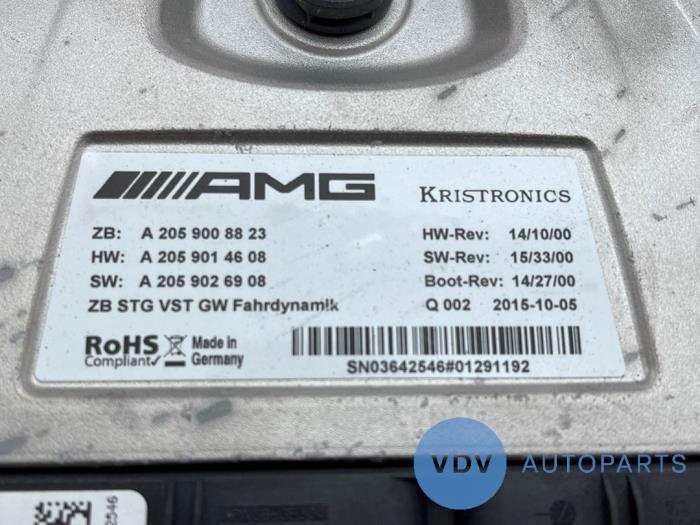 AMG KRISTRONICS
ZB: A 205 900 88 23 HW-Rev: 14/10/00
HW: A 205 901 46 08 SW-Rev: 15/33/00
SW: A 205 902 69 08 Boot-Rev: 14/27/00
ZB STG VST GW Fahrdynamik Q 002 2015-10-05
RoHS Made in
Compliant Germany
SN03642546#01291192
VDV AUTOPARTS
2546